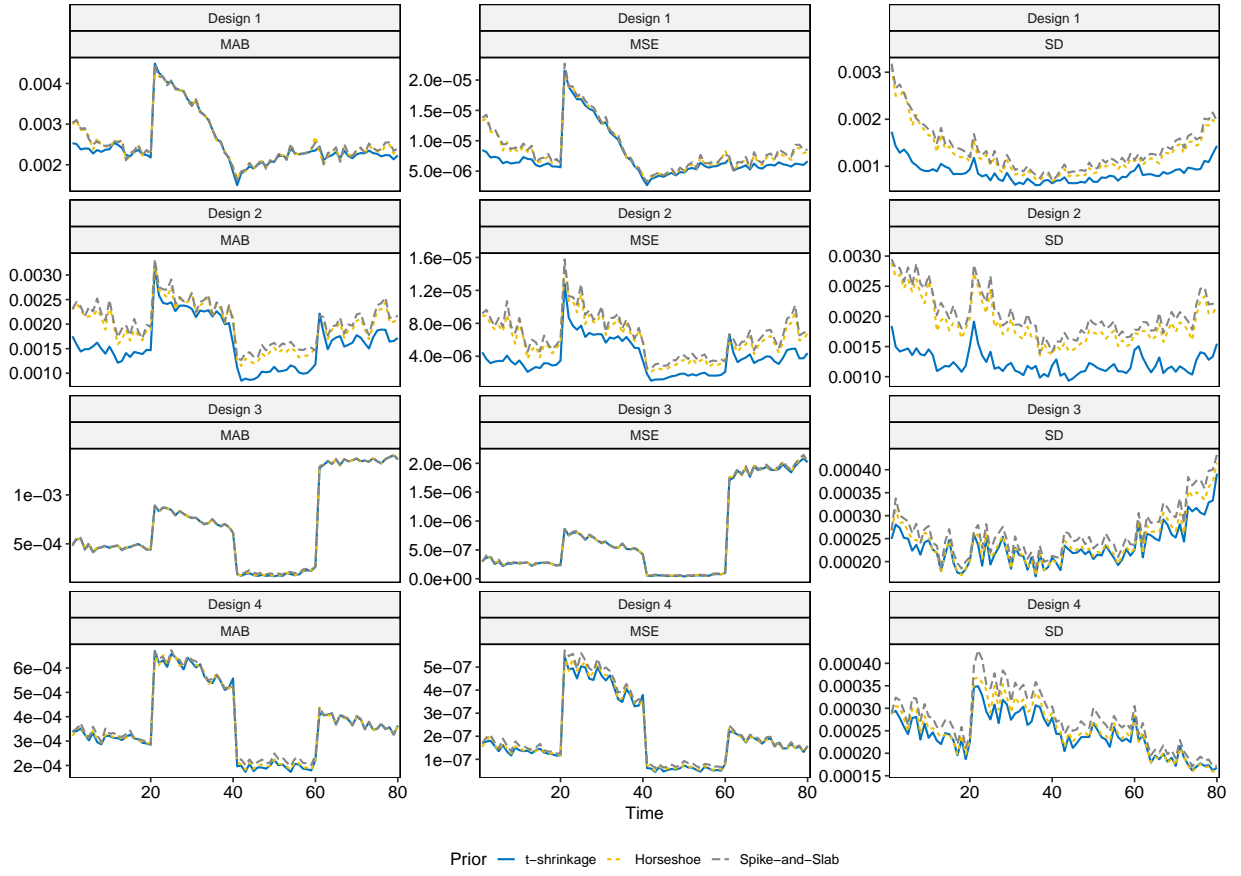 Design 1
Design 1
Design 1
MAB
MSE
SD
0.004
0.003
0.002
2.0e−05
1.5e−05
1.0e−05
5.0e−06
0.003
0.002
0.001
Design 2
Design 2
Design 2
MAB
MSE
SD
0.0030
0.0025
0.0020
0.0015
0.0010
1.6e−05
1.2e−05
8.0e−06
4.0e−06
0.0030
0.0025
0.0020
0.0015
0.0010
Design 3
Design 3
Design 3
MAB
MSE
SD
1e−03
5e−04
2.0e−06
1.5e−06
1.0e−06
5.0e−07
0.0e+00
0.00040
0.00035
0.00030
0.00025
0.00020
Design 4
Design 4
Design 4
MAB
MSE
SD
6e−04
5e−04
4e−04
3e−04
2e−04
5e−07
4e−07
3e−07
2e−07
1e−07
0.00040
0.00035
0.00030
0.00025
0.00020
0.00015
20 40 60 80
20 40 60 80
20 40 60 80
Time
Prior t−shrinkage Horseshoe Spike−and−Slab